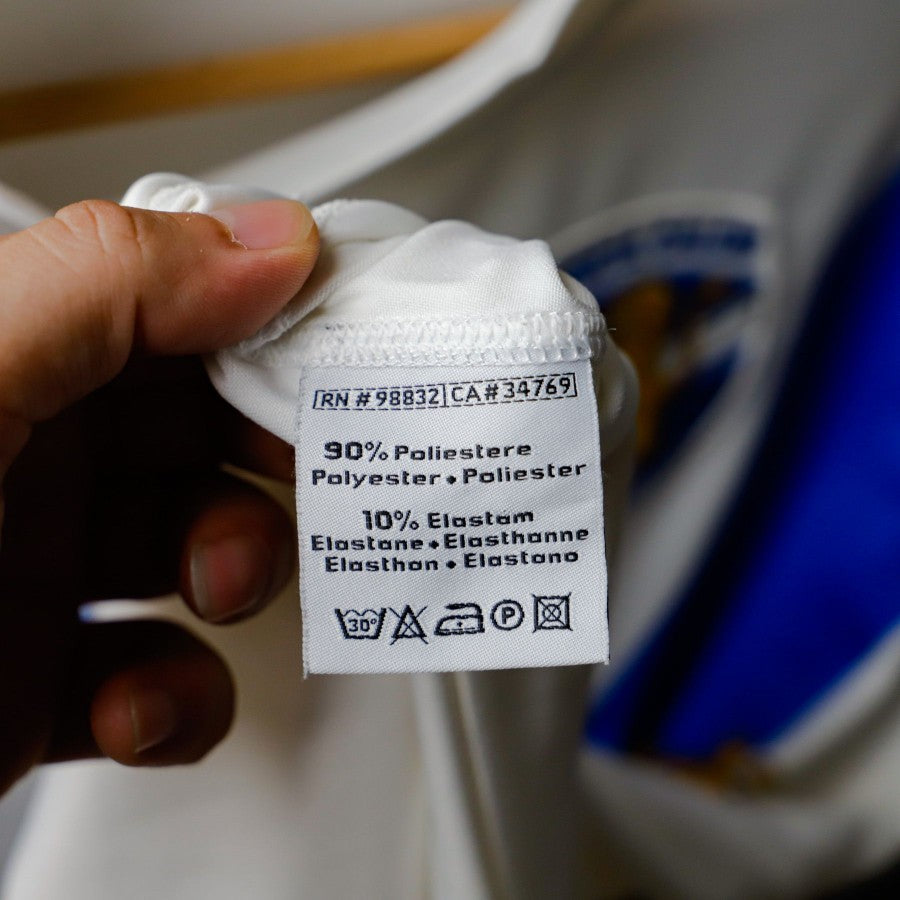 RN # 98832 CA # 34769
90% Poliestere
Polyester • Poliester
10% Elastam
Elastane • Elasthanne
Elasthan • Elastano
30° P